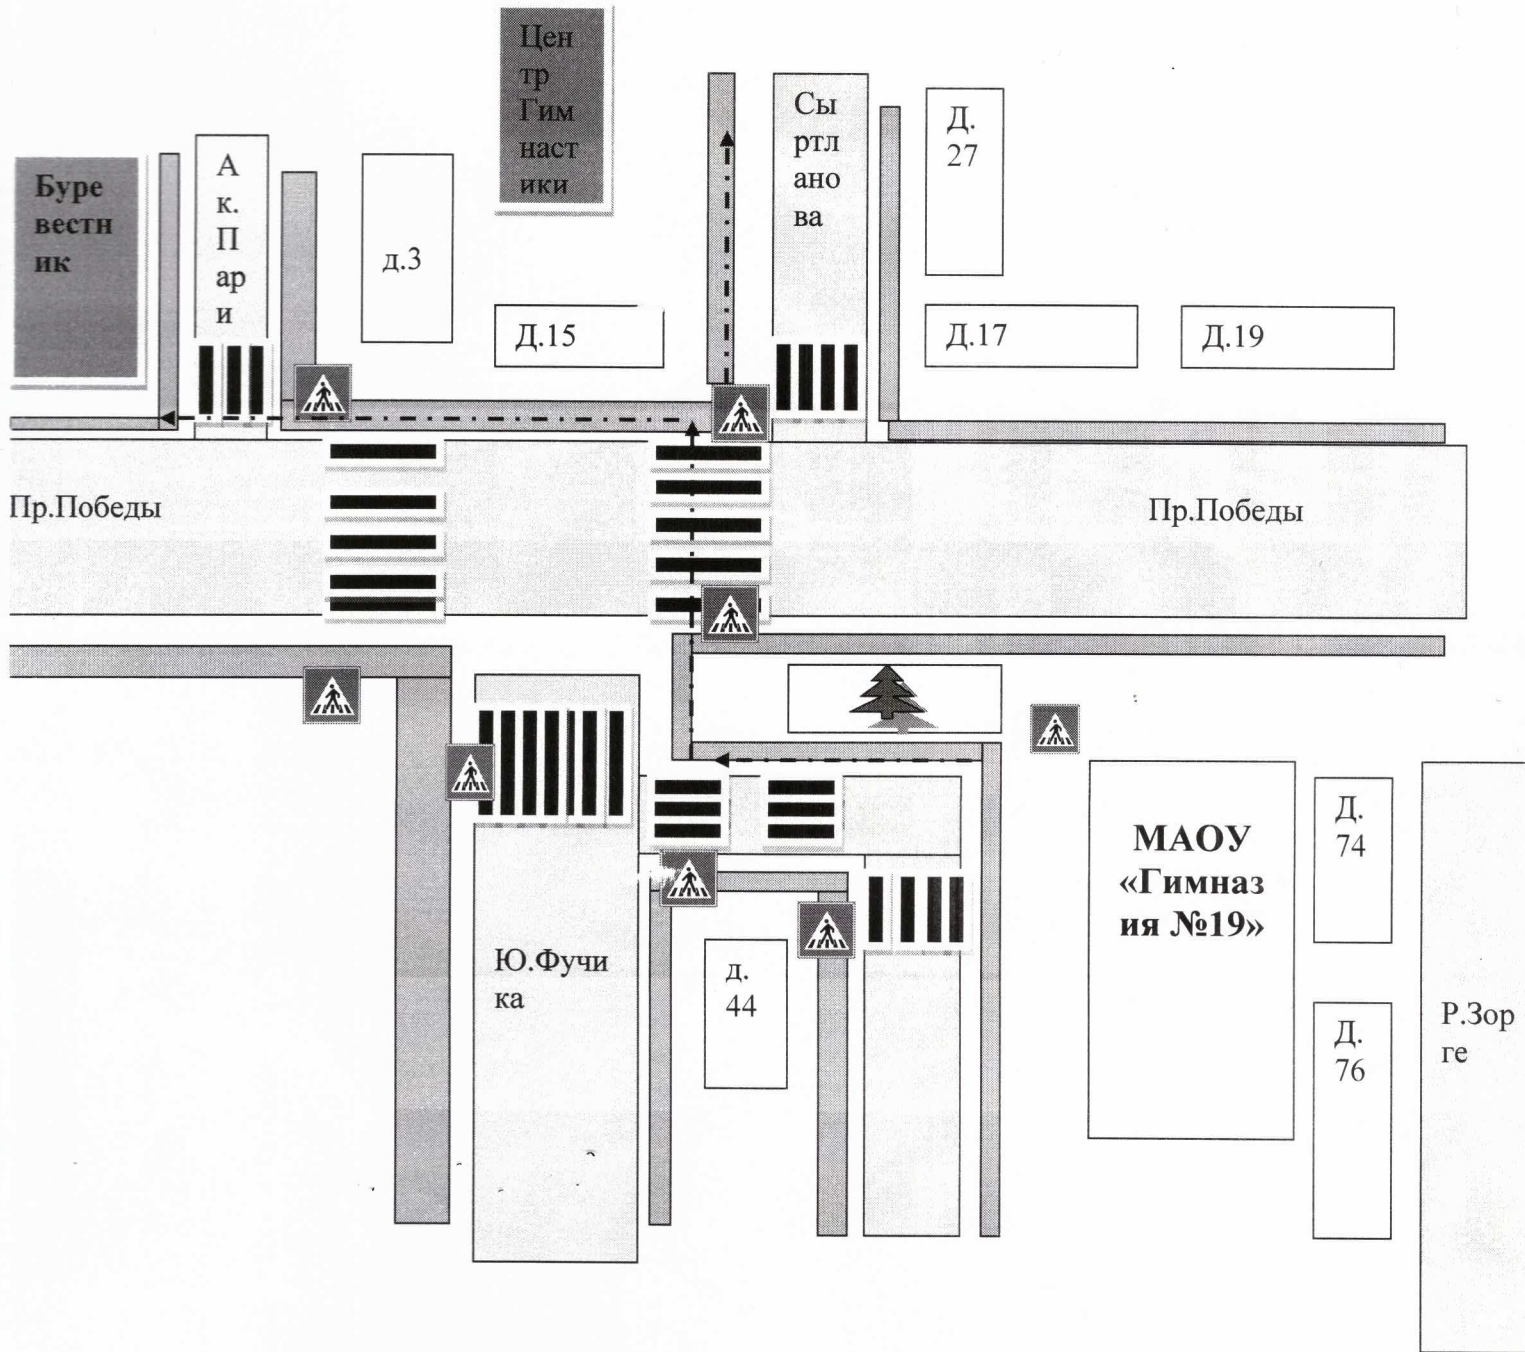 Цен
тр
Гим
наст
ики
Сы
ртл
ано
ва
Д.
27
Буре
вестн
ик
А
к.
П
ар
и
д.3
Д.15
Д.17
Д.19
Пр.Победы
Пр.Победы
МАОУ
«Гимназ
ия №19»
Д.
74
Ю.Фучи
ка
д.
44
Д.
76
Р.Зор
ге